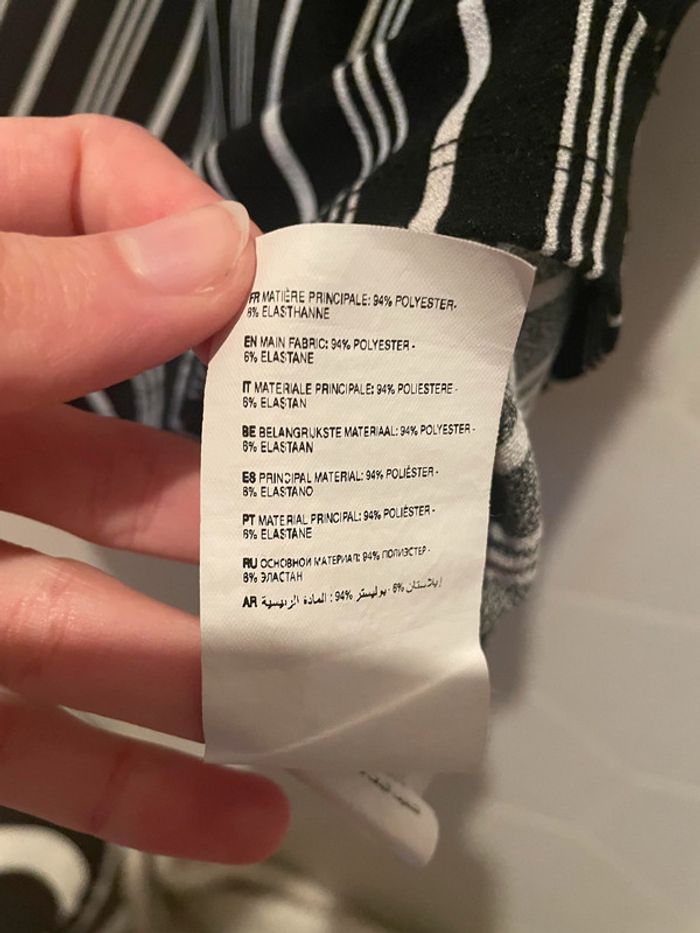 FR MATIÈRE PRINCIPALE: 94% POLYESTER-
6% ELASTHANNE
EN MAIN FABRIC: 94% POLYESTER -
6% ELASTANE
IT MATERIALE PRINCIPALE: 94% POLIESTERE -
6% ELASTAN
BE BELANGRIJKSTE MATERIAAL: 94% POLYESTER -
6% ELASTAAN
ES PRINCIPAL MATERIAL: 94% POLIÉSTER -
6% ELASTANO
PT MATERIAL PRINCIPAL: 94% POLIÉSTER -
6% ELASTANE
RU ОСНОВНОЙ МАТЕРИАЛ: 94% ПОЛИЭСТЕР -
6% ЭЛАСТАН
AR المادة الرئيسية : 94% بوليستر - 6% إيلاستان